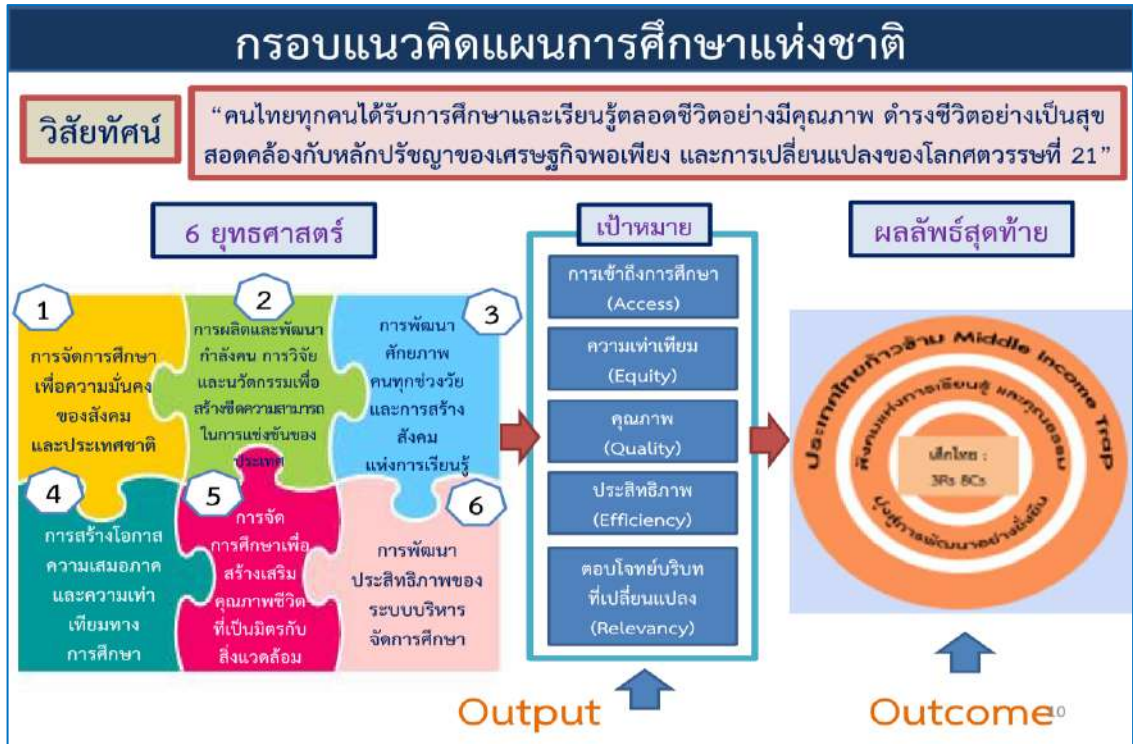 กรอบแนวคิดแผนการศึกษาแห่งชาติ
วิสัยทัศน์
“คนไทยทุกคนได้รับการศึกษาและเรียนรู้ตลอดชีวิตอย่างมีคุณภาพ ดำรงชีวิตอย่างเป็นสุข
สอดคล้องกับหลักปรัชญาของเศรษฐกิจพอเพียง และการเปลี่ยนแปลงของโลกศตวรรษที่ 21”
6 ยุทธศาสตร์
1
การจัดการศึกษา
เพื่อความมั่นคง
ของสังคม
และประเทศชาติ
2
การผลิตและพัฒนา
กำลังคน การวิจัย
และนวัตกรรมเพื่อ
สร้างขีดความสามารถ
ในการแข่งขันของ
ประเทศ
3
การพัฒนา
ศักยภาพ
คนทุกช่วงวัย
และการสร้าง
สังคม
แห่งการเรียนรู้
4
การสร้างโอกาส
ความเสมอภาค
และความเท่า
เทียมทาง
การศึกษา
5
การจัด
การศึกษาเพื่อ
สร้างเสริม
คุณภาพชีวิต
ที่เป็นมิตรกับ
สิ่งแวดล้อม
6
การพัฒนา
ประสิทธิภาพของ
ระบบบริหาร
จัดการศึกษา
เป้าหมาย
การเข้าถึงการศึกษา
(Access)
ความเท่าเทียม
(Equity)
คุณภาพ
(Quality)
ประสิทธิภาพ
(Efficiency)
ตอบโจทย์บริบท
ที่เปลี่ยนแปลง
(Relevancy)
Output
ผลลัพธ์สุดท้าย
ประเทศไทยก้าวข้าม Middle Income Trap
สังคมแห่งการเรียนรู้ และคุณธรรม
เด็กไทย :
3Rs 8Cs
มุ่งสู่การพัฒนาอย่างยั่งยืน
Outcome
10